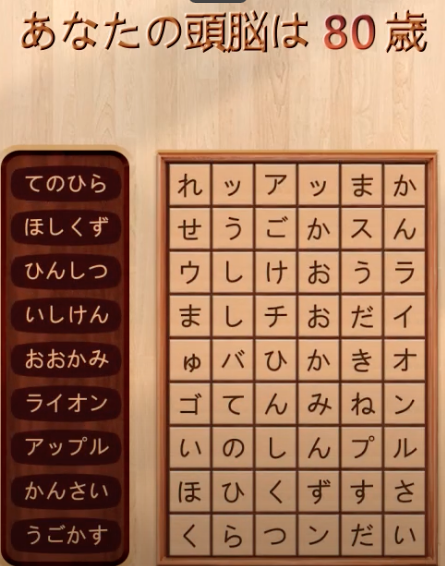 あなたの頭脳は 80 歳
てのひら
ほしくず
ひんしつ
いしけん
おおかみ
ライオン
アップル
かんさい
うごかす
れ ッ ア ッ ま か
せ う ご か ス ん
ウ し け お う ラ
ま し チ お だ イ
ゅ バ ひ か き オ
ゴ て ん み ね ン
い の し ん プ ル
ほ ひ く ず す さ
く ら つ ン だ い